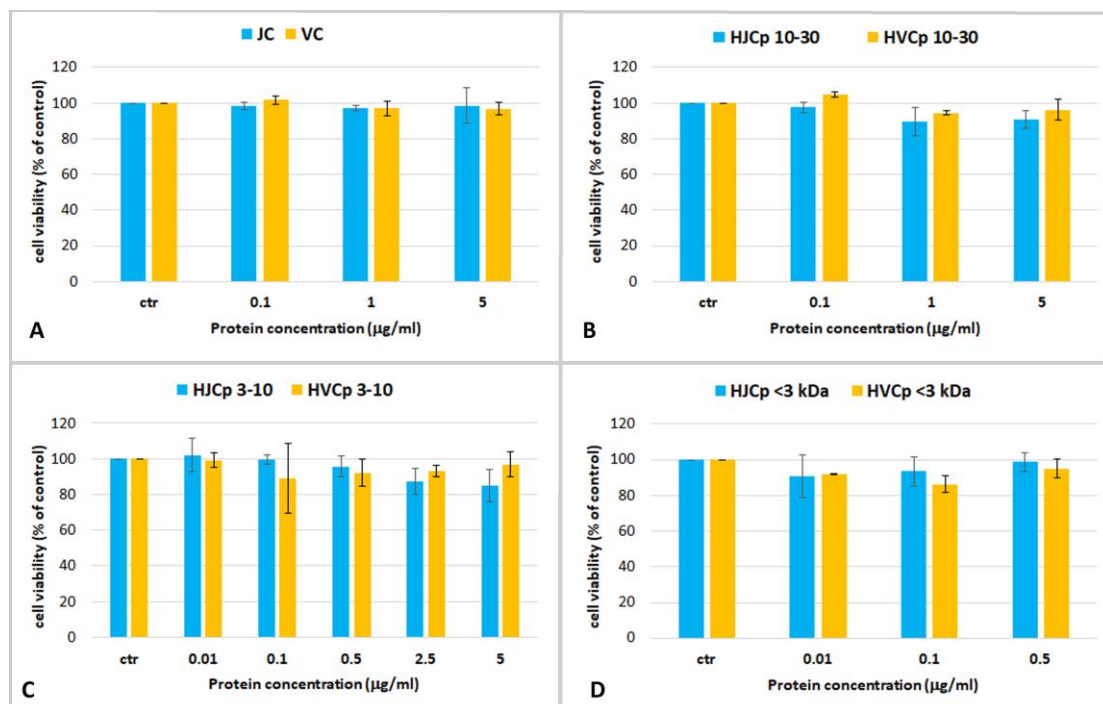 JC VC
cell viability (% of control)
120
100
80
60
40
20
0
ctr 0.1 1 5
Protein concentration (µg/ml)
A
HJCp 10-30 HVCp 10-30
cell viability (% of control)
120
100
80
60
40
20
0
ctr 0.1 1 5
Protein concentration (µg/ml)
B
HJCp 3-10 HVCp 3-10
cell viability (% of control)
120
100
80
60
40
20
0
ctr 0.01 0.1 0.5 2.5 5
Protein concentration (µg/ml)
C
HJCp <3 kDa HVCp <3 kDa
cell viability (% of control)
120
100
80
60
40
20
0
ctr 0.01 0.1 0.5
Protein concentration (µg/ml)
D